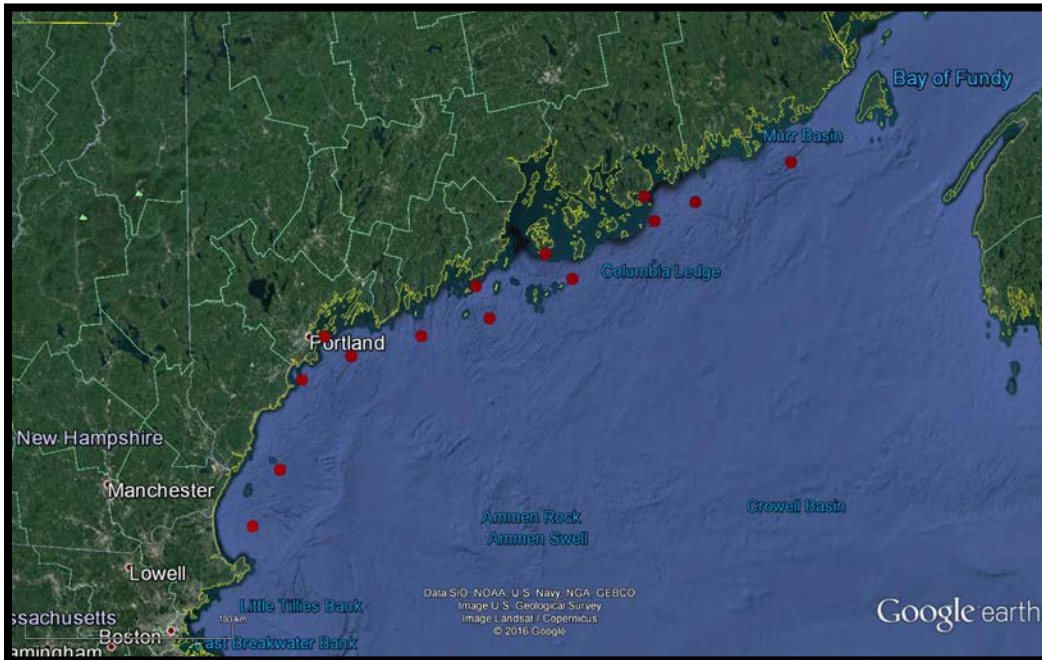 Bay of Fundy
Murr Basin
Columbia Ledge
Portland
New Hampshire
Manchester
Crowell Basin
Ammen Rock
Ammen Swell
Lowell
Data SIO, NOAA, U.S. Navy, NGA, GEBCO
Image U.S. Geological Survey
Image Landsat / Copernicus
© 2016 Google
Google earth
Little Tillies Bank
ssachusetts
Boston
ast Breakwater Bank
amingham